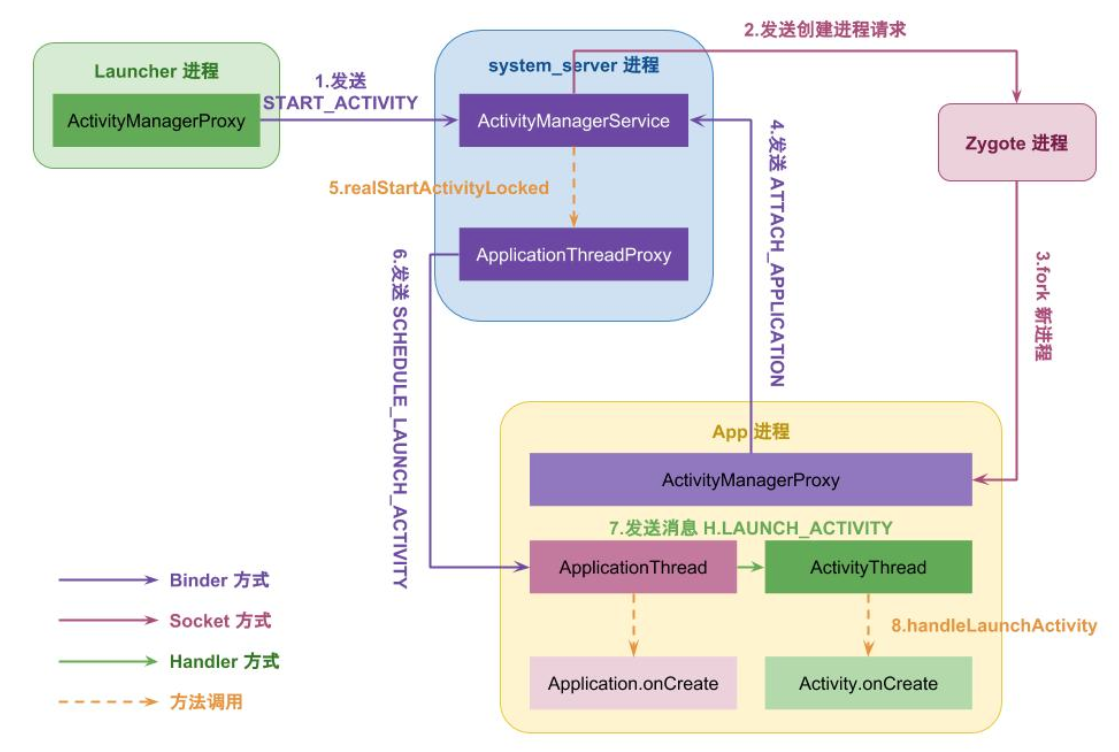 2.发送创建进程请求
Launcher 进程
ActivityManagerProxy
1.发送
START_ACTIVITY
system_server 进程
ActivityManagerService
Zygote 进程
5.realStartActivityLocked
4.发送 ATTACH_APPLICATION
ApplicationThreadProxy
6.发送 SCHEDULE_LAUNCH_ACTIVITY
3.fork 新进程
App 进程
ActivityManagerProxy
7.发送消息 H.LAUNCH_ACTIVITY
ApplicationThread
ActivityThread
8.handleLaunchActivity
Application.onCreate
Activity.onCreate
Binder 方式
Socket 方式
Handler 方式
方法调用